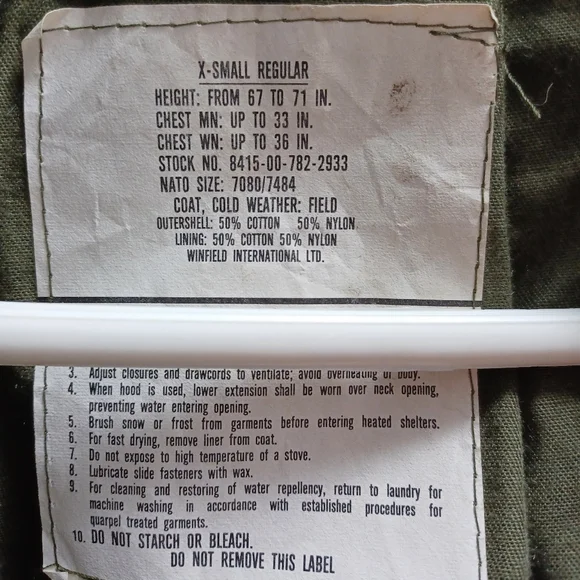 X-SMALL REGULAR
HEIGHT: FROM 67 TO 71 IN.
CHEST MN: UP TO 33 IN.
CHEST WN: UP TO 36 IN.
STOCK NO. 8415-00-782-2933
NATO SIZE: 7080/7484
COAT, COLD WEATHER: FIELD
OUTERSHELL: 50% COTTON 50% NYLON
LINING: 50% COTTON 50% NYLON
WINFIELD INTERNATIONAL LTD.
3. Adjust closures and drawcords to ventilate; avoid overheating of body.
4. When hood is used, lower extension shall be worn over neck opening,
preventing water entering opening.
5. Brush snow or frost from garments before entering heated shelters.
6. For fast drying, remove liner from coat.
7. Do not expose to high temperature of a stove.
8. Lubricate slide fasteners with wax.
9. For cleaning and restoring of water repellency, return to laundry for
machine washing in accordance with established procedures for
quarpel treated garments.
10. DO NOT STARCH OR BLEACH.
DO NOT REMOVE THIS LABEL